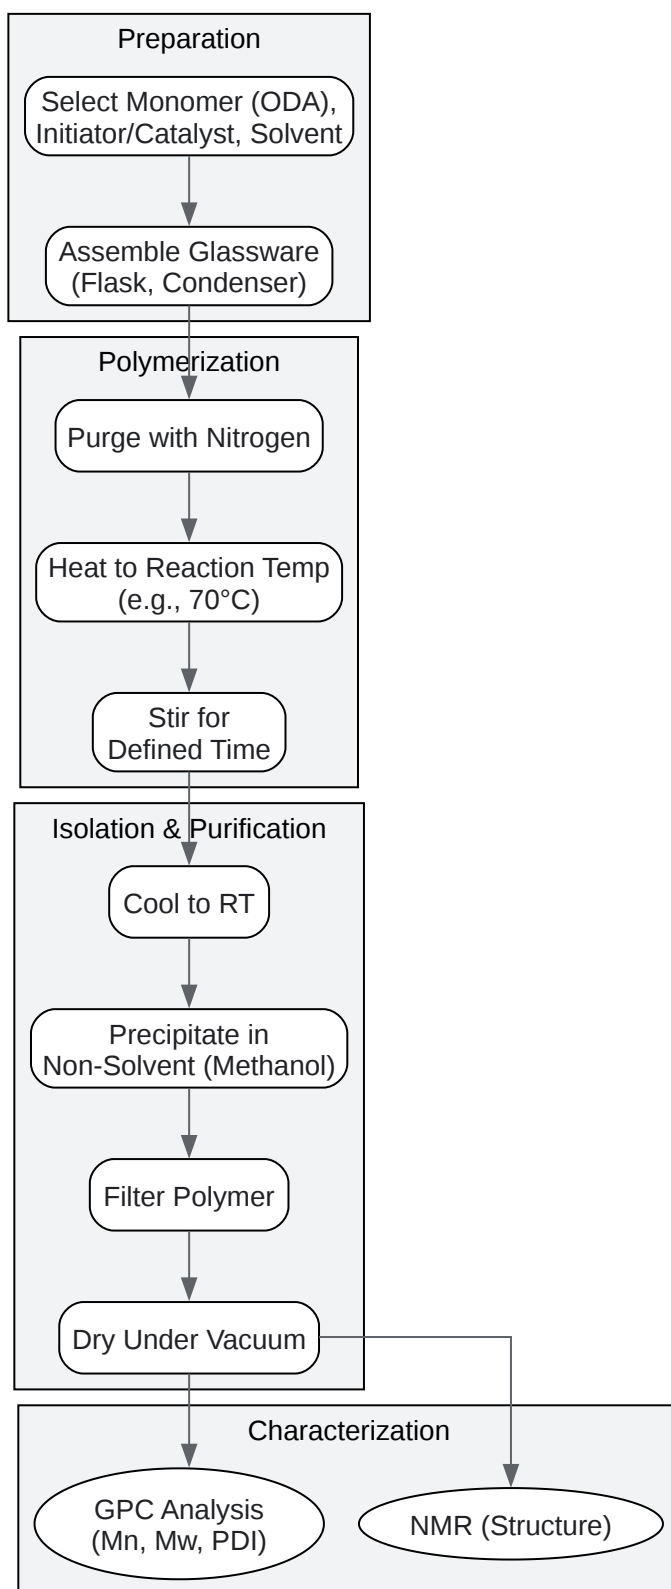 Preparation
Select Monomer (ODA),
Initiator/Catalyst, Solvent
Assemble Glassware
(Flask, Condenser)
Polymerization
Purge with Nitrogen
Heat to Reaction Temp
(e.g., 70°C)
Stir for
Defined Time
Isolation & Purification
Cool to RT
Precipitate in
Non-Solvent (Methanol)
Filter Polymer
Dry Under Vacuum
Characterization
GPC Analysis
(Mn, Mw, PDI)
NMR (Structure)